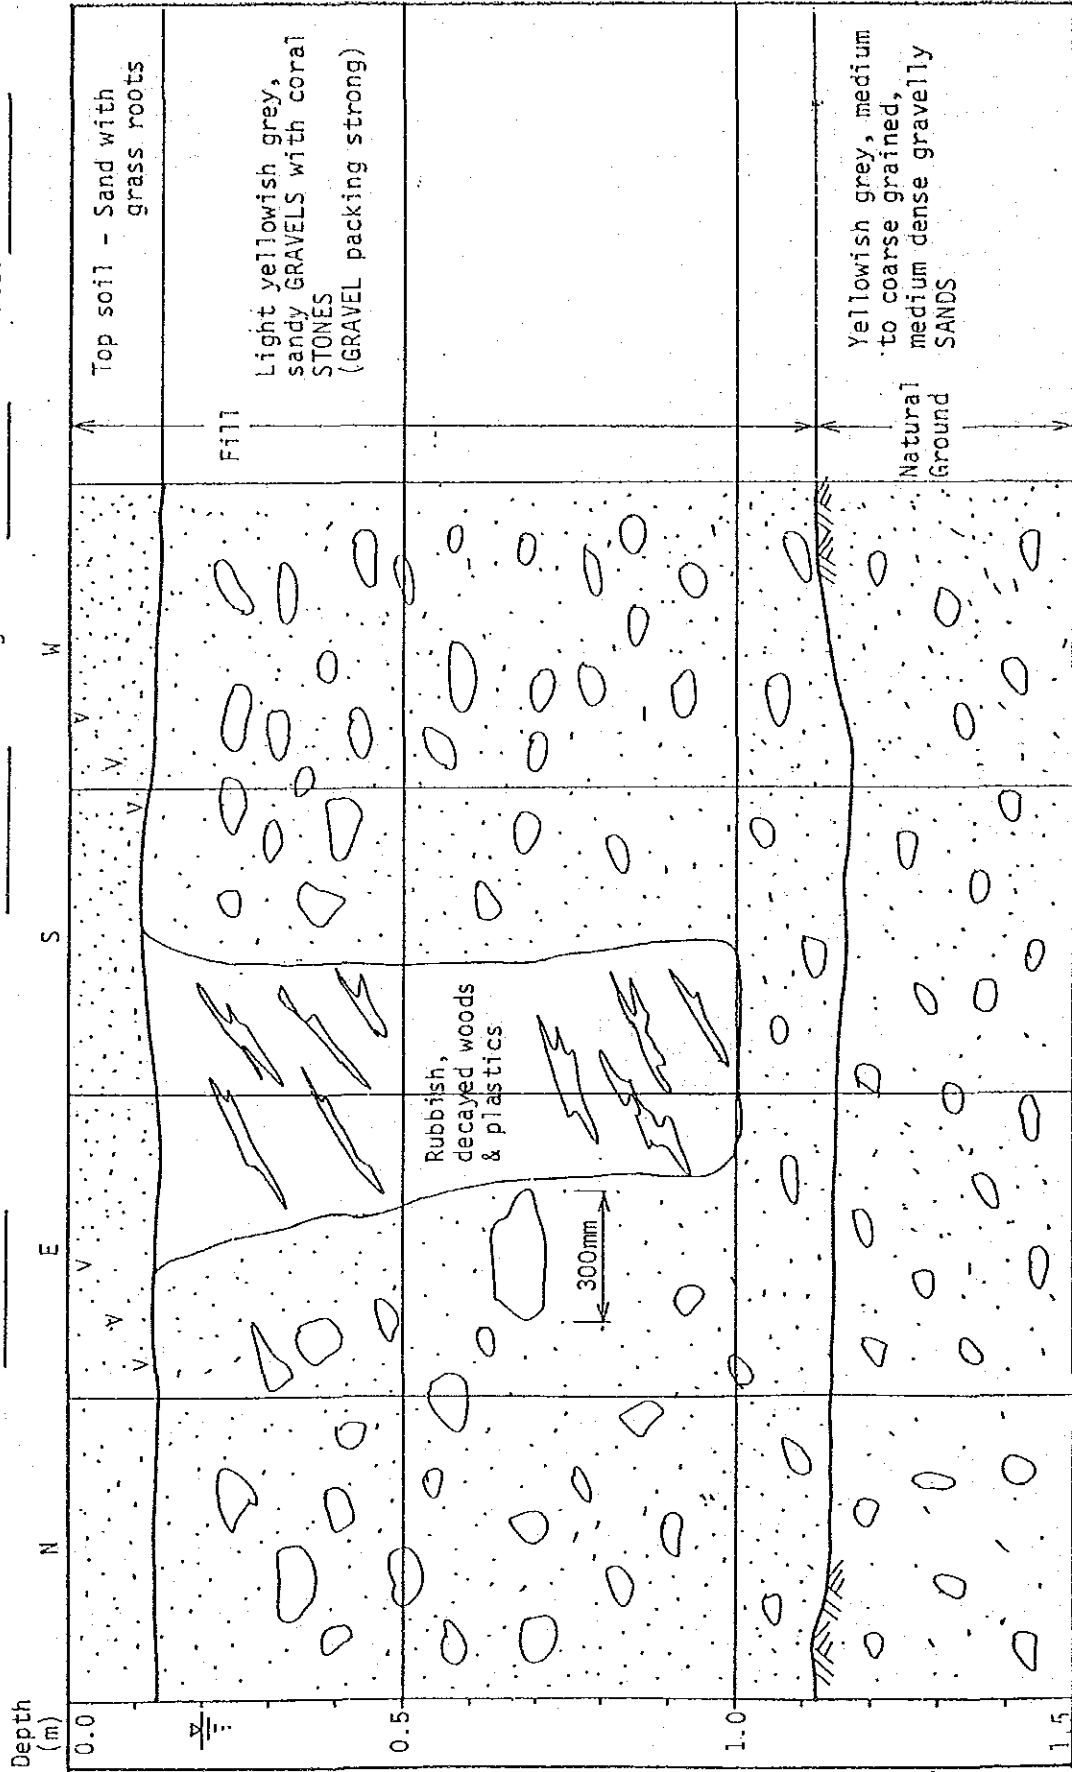 Depth
(m)
N
E
S
W
0.0
0.5
1.0
1.5
Top soil - Sand with
grass roots
Fill
Light yellowish grey,
sandy GRAVELS with coral
STONES
(GRAVEL packing strong)
Rubbish,
decayed woods
& plastics
300mm
Natural
Ground
Yellowish grey, medium
to coarse grained,
medium dense gravelly
SANDS